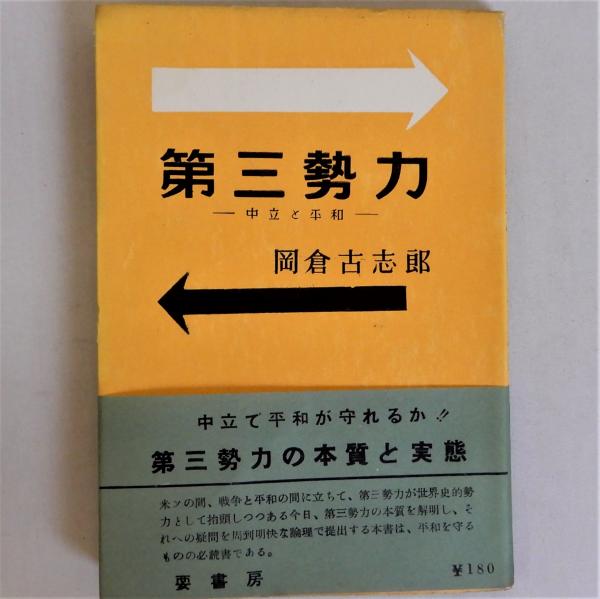 第三勢力
― 中立と平和 ―
岡倉古志郎
中立で平和が守れるか!!
第三勢力の本質と実態
米ソの間、戦争と平和の間に立ちて、第三勢力が世界史的勢
力として抬頭しつつある今日、第三勢力の本質を解明し、そ
れへの疑問を周到明快な論理で提出する本書は、平和を守る
ものの必読書である。
要書房
¥180